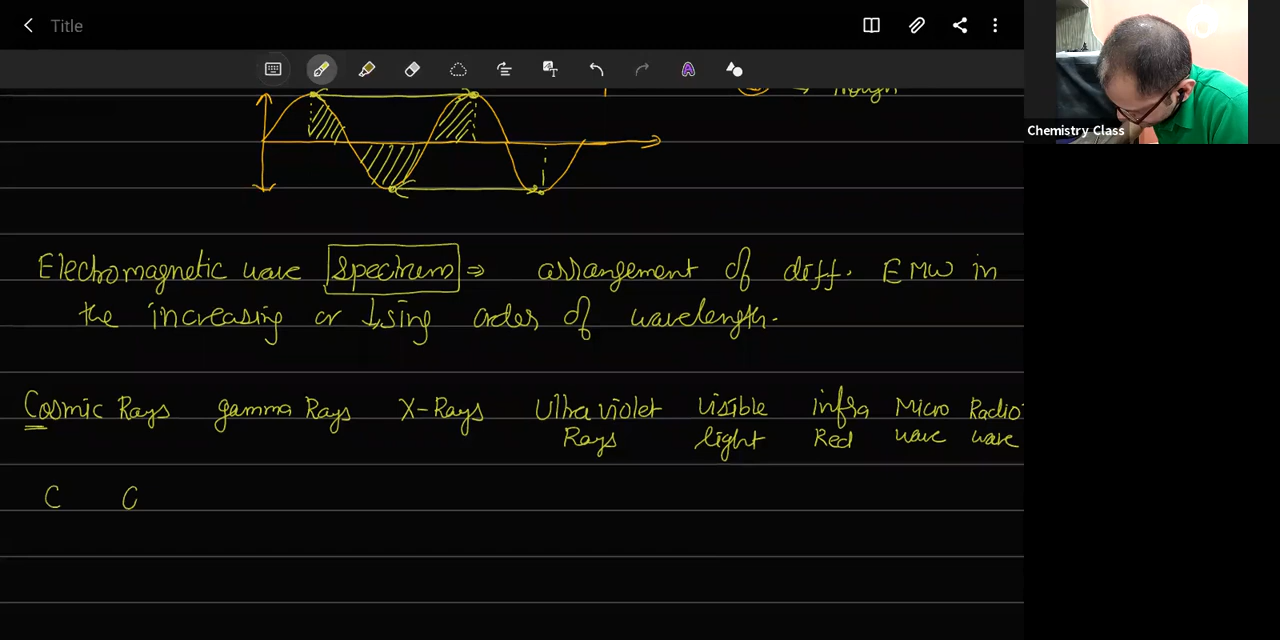 Title
Chemistry Class
Trough
Electromagnetic wave spectrum ⇒ arrangement of diff. EMW in
the increasing or ↓sing order of wavelength.
Cosmic Rays gamma Rays X-Rays Ultraviolet Rays visible light infra Red Micro wave Radio wave
C G